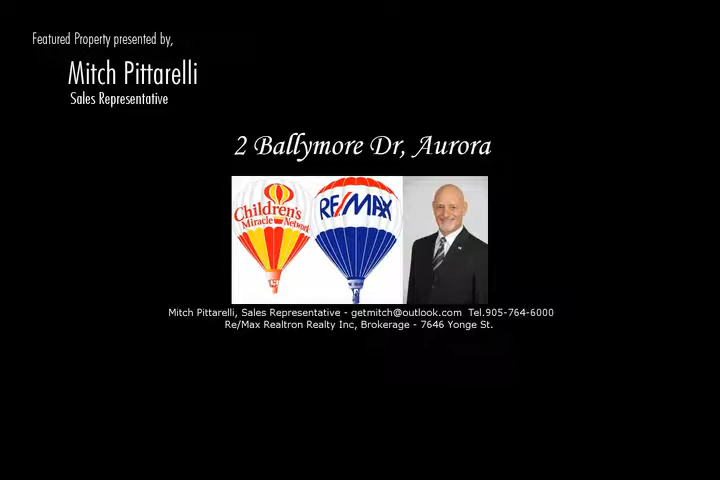 Featured Property presented by,
Mitch Pittarelli
Sales Representative
2 Ballymore Dr, Aurora
Children's
Miracle Network
RE/MAX
Mitch Pittarelli, Sales Representative - getmitch@outlook.com Tel.905-764-6000
Re/Max Realtron Realty Inc, Brokerage - 7646 Yonge St.